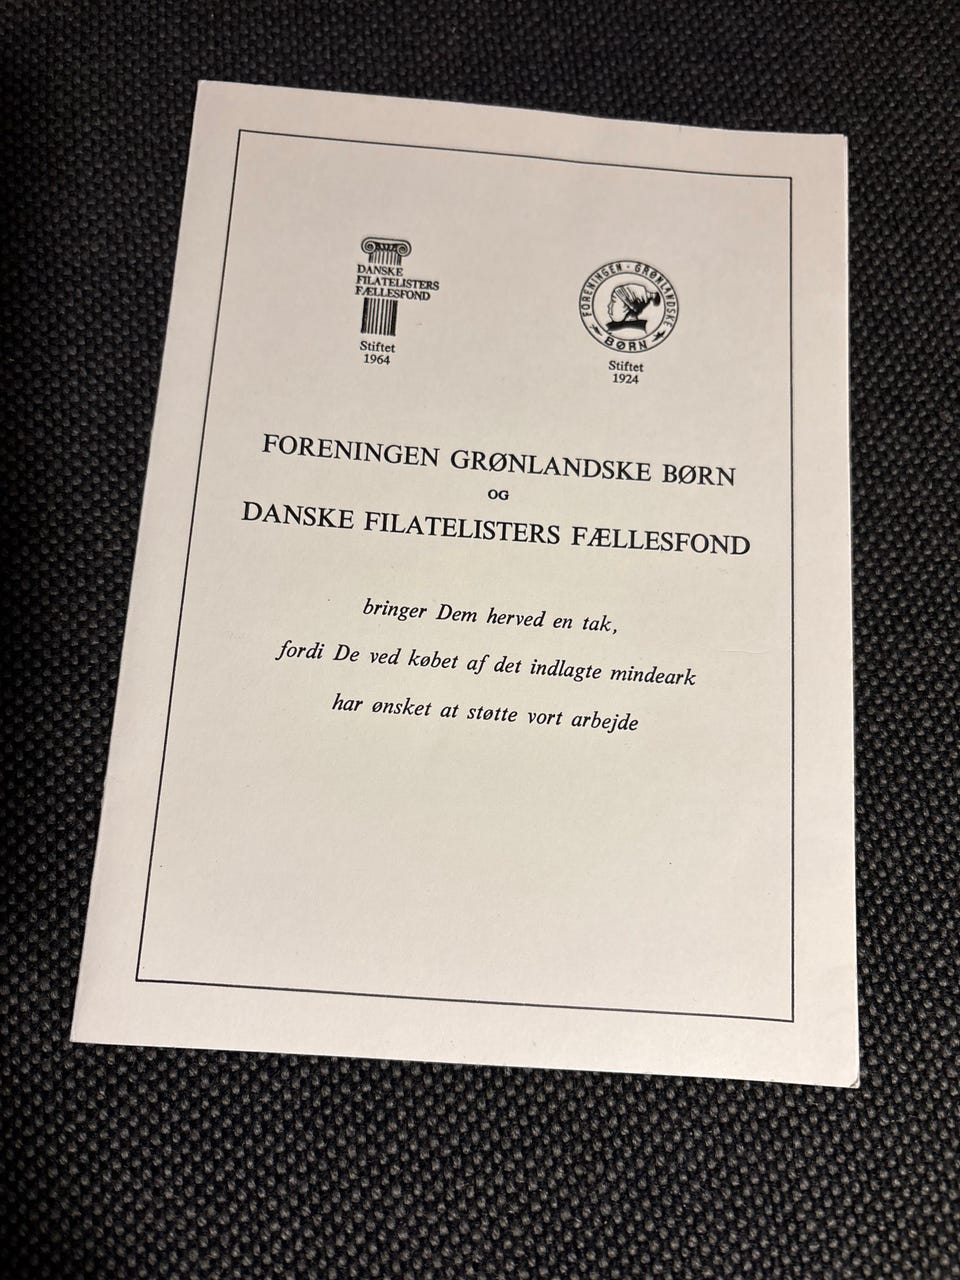 DANSKE
FILATELISTERS
FÆLLESFOND
Stiftet
1964
FORENINGEN · GRØNLANDSKE
BØRN
Stiftet
1924
FORENINGEN GRØNLANDSKE BØRN
OG
DANSKE FILATELISTERS FÆLLESFOND
bringer Dem herved en tak,
fordi De ved købet af det indlagte mindeark
har ønsket at støtte vort arbejde